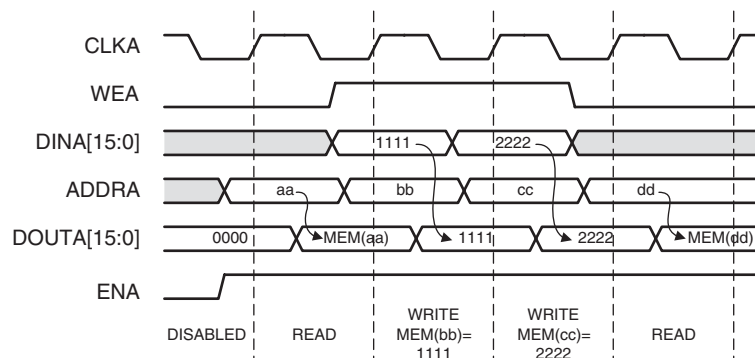 CLKA
WEA
DINA[15:0] 1111 2222
ADDRA aa bb cc dd
DOUTA[15:0] 0000 MEM(aa) 1111 2222 MEM(dd)
ENA
DISABLED READ WRITE MEM(bb)= 1111 WRITE MEM(cc)= 2222 READ